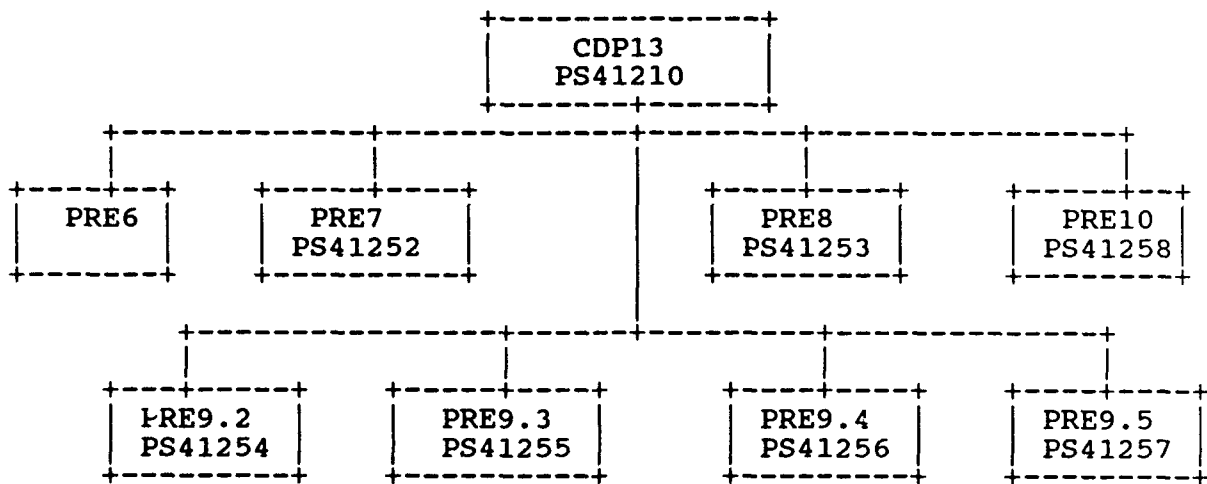 CDP13
PS41210
PRE6
PRE7
PS41252
PRE8
PS41253
PRE10
PS41258
PRE9.2
PS41254
PRE9.3
PS41255
PRE9.4
PS41256
PRE9.5
PS41257